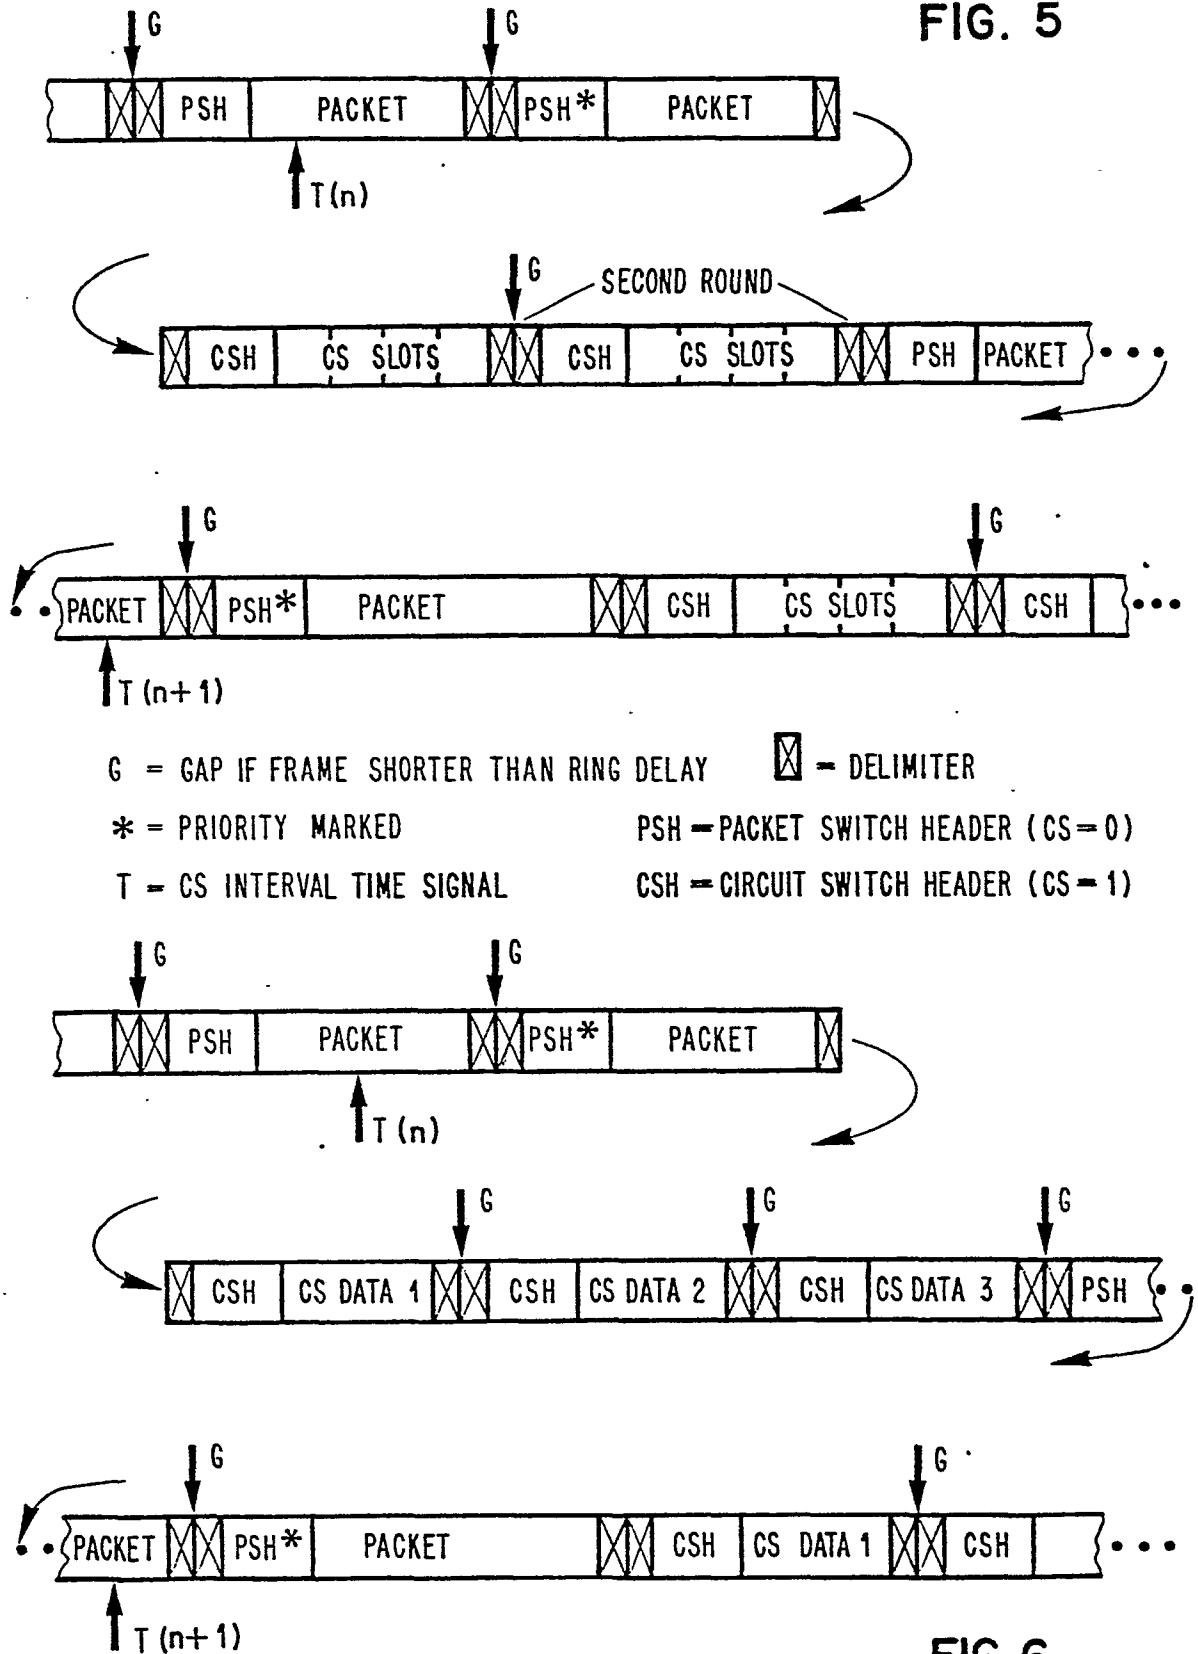 FIG. 5
G G
PSH PACKET PSH* PACKET
T(n)
G SECOND ROUND
CSH CS SLOTS CSH CS SLOTS PSH PACKET
G G
PACKET PSH* PACKET CSH CS SLOTS CSH
T(n+1)
G = GAP IF FRAME SHORTER THAN RING DELAY = DELIMITER
* = PRIORITY MARKED PSH = PACKET SWITCH HEADER (CS=0)
T = CS INTERVAL TIME SIGNAL CSH = CIRCUIT SWITCH HEADER (CS=1)
G G
PSH PACKET PSH* PACKET
T(n)
G G G
CSH CS DATA 1 CSH CS DATA 2 CSH CS DATA 3 PSH
G G
PACKET PSH* PACKET CSH CS DATA 1 CSH
T(n+1)
FIG 6